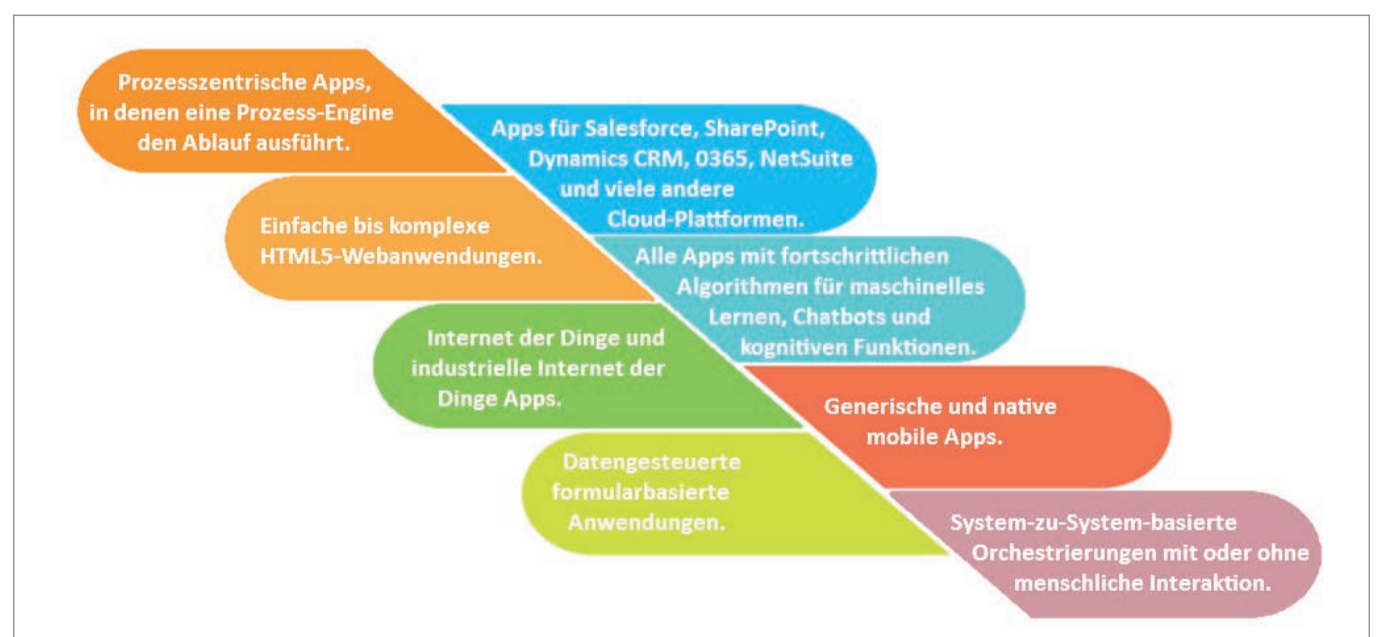 Prozesszentrische Apps,
in denen eine Prozess-Engine
den Ablauf ausführt.
Apps für Salesforce, SharePoint,
Dynamics CRM, 0365, NetSuite
und viele andere
Cloud-Plattformen.
Einfache bis komplexe
HTML5-Webanwendungen.
Alle Apps mit fortschrittlichen
Algorithmen für maschinelles
Lernen, Chatbots und
kognitiven Funktionen.
Internet der Dinge und
industrielle Internet der
Dinge Apps.
Generische und native
mobile Apps.
Datengesteuerte
formularbasierte
Anwendungen.
System-zu-System-basierte
Orchestrierungen mit oder ohne
menschliche Interaktion.